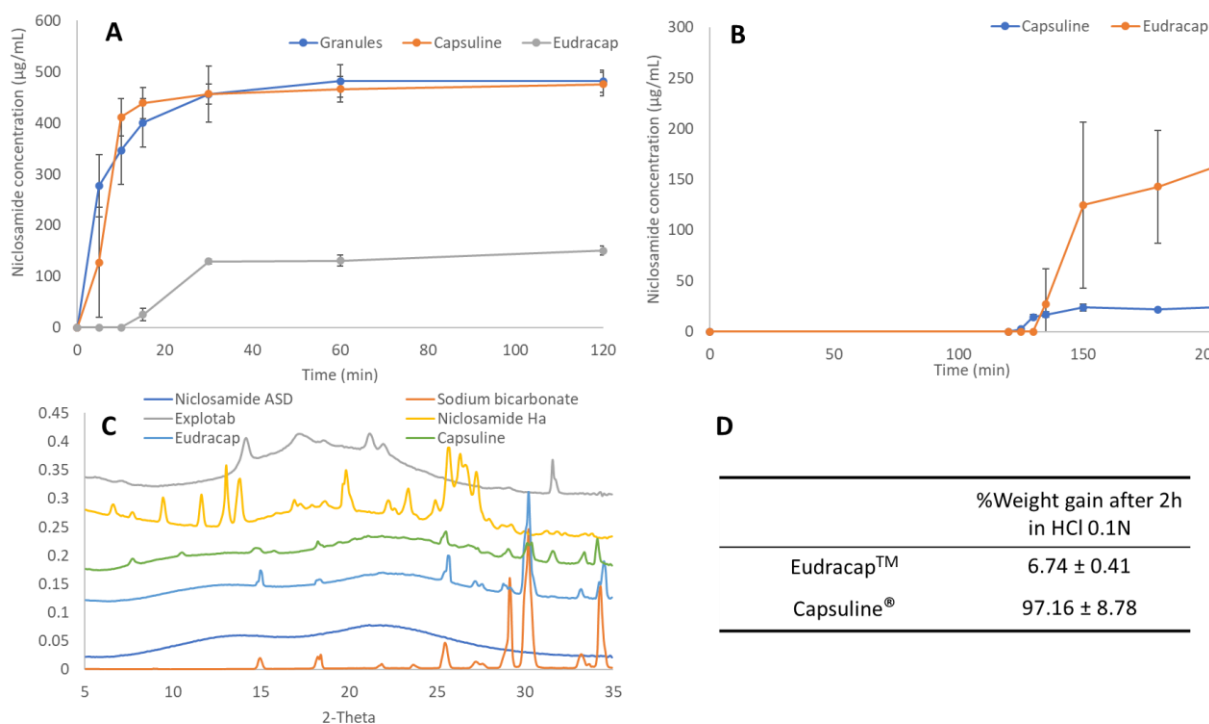 A
Granules
Capsuline
Eudracap
600
500
400
300
200
100
0
Niclosamide concentration (µg/mL)
0 20 40 60 80 100 120
Time (min)
B
Capsuline
Eudracap
300
250
200
150
100
50
0
Niclosamide concentration (µg/mL)
0 50 100 150 20
Time (min)
C
Niclosamide ASD
Sodium bicarbonate
Explotab
Niclosamide Ha
Eudracap
Capsuline
0.45
0.4
0.35
0.3
0.25
0.2
0.15
0.1
0.05
0
5 10 15 20 25 30 35
2-Theta
D
%Weight gain after 2h
in HCl 0.1N
Eudracap™ 6.74 ± 0.41
Capsuline® 97.16 ± 8.78